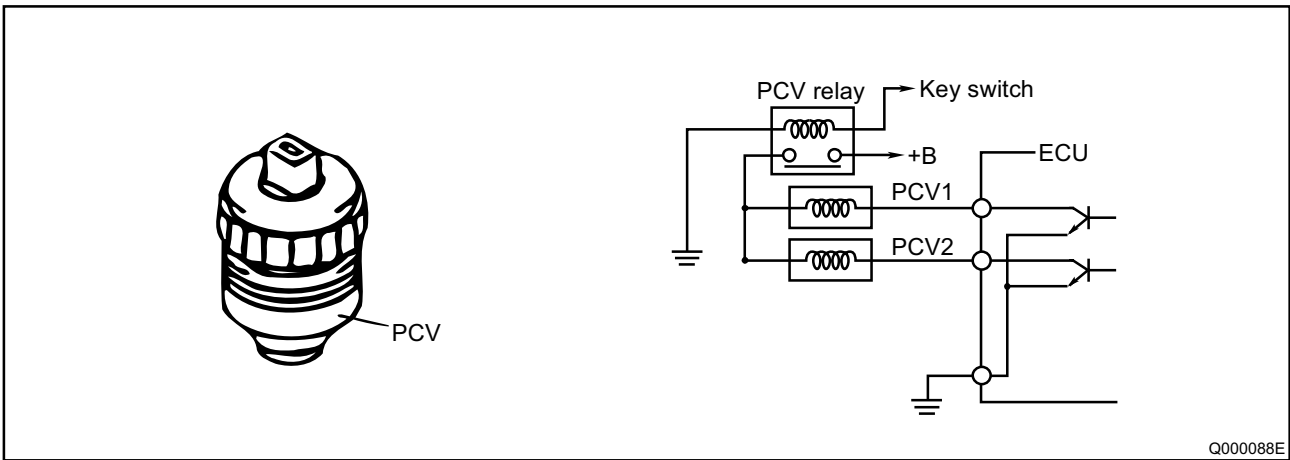 PCV
PCV relay
Key switch
+B
ECU
PCV1
PCV2
Q000088E